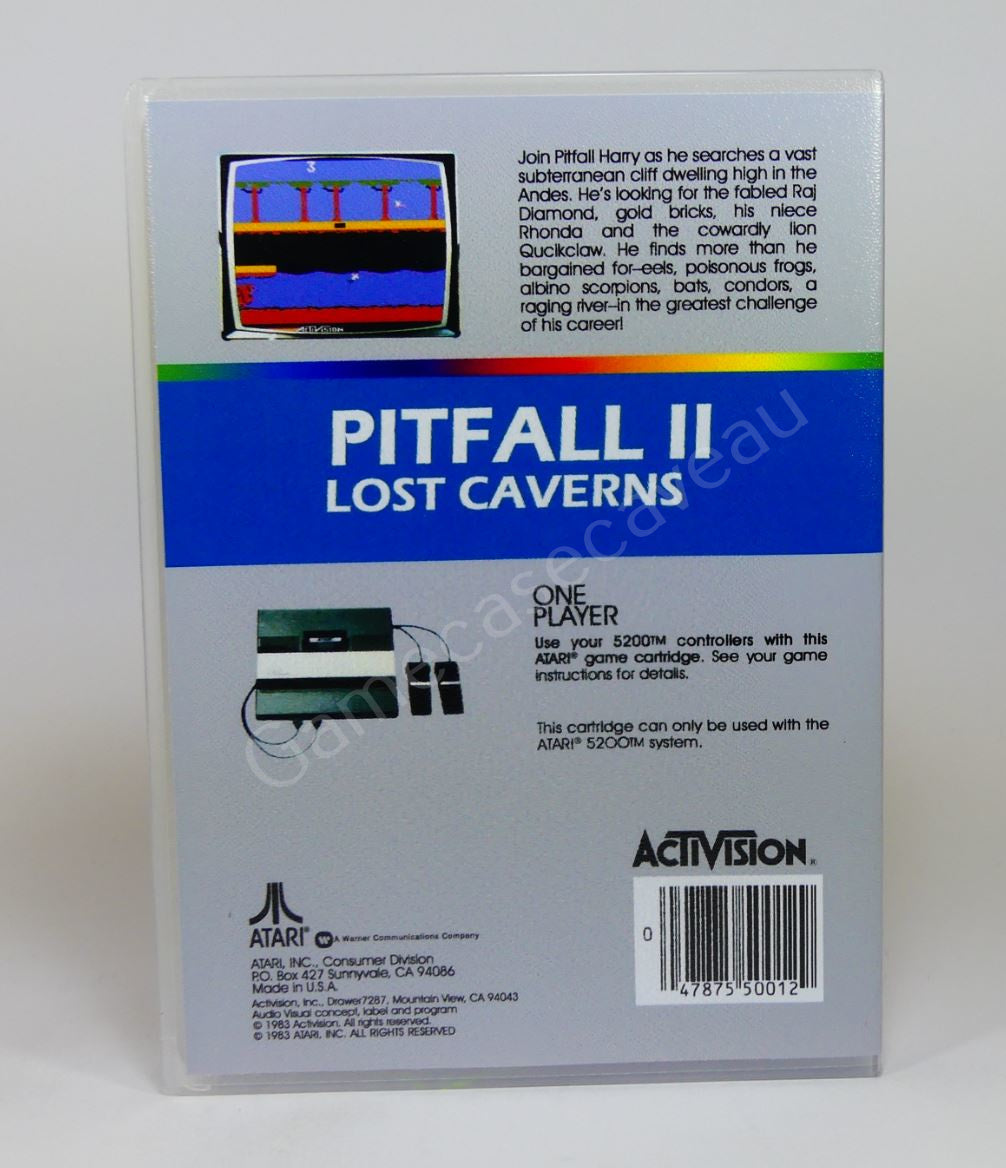 3
ACTIVISION
Join Pitfall Harry as he searches a vast
subterranean cliff dwelling high in the
Andes. He's looking for the fabled Raj
Diamond, gold bricks, his niece
Rhonda and the cowardly lion
Qucikclaw. He finds more than he
bargained for-eels, poisonous frogs,
albino scorpions, bats, condors, a
raging river-in the greatest challenge
of his career!
PITFALL II
LOST CAVERNS
Gamecasecaveau
ONE
PLAYER
Use your 5200™ controllers with this
ATARI® game cartridge. See your game
instructions for details.
This cartridge can only be used with the
ATARI® 5200™ system.
ACTIVISION®
0 47875 50012
ATARI® W A Warner Communications Company
ATARI, INC., Consumer Division
P.O. Box 427 Sunnyvale, CA 94086
Made in U.S.A.
Activision, Inc., Drawer7287, Mountain View, CA 94043
Audio Visual concept, label and program
© 1983 Activision. All rights reserved.
© 1983 ATARI, INC. ALL RIGHTS RESERVED